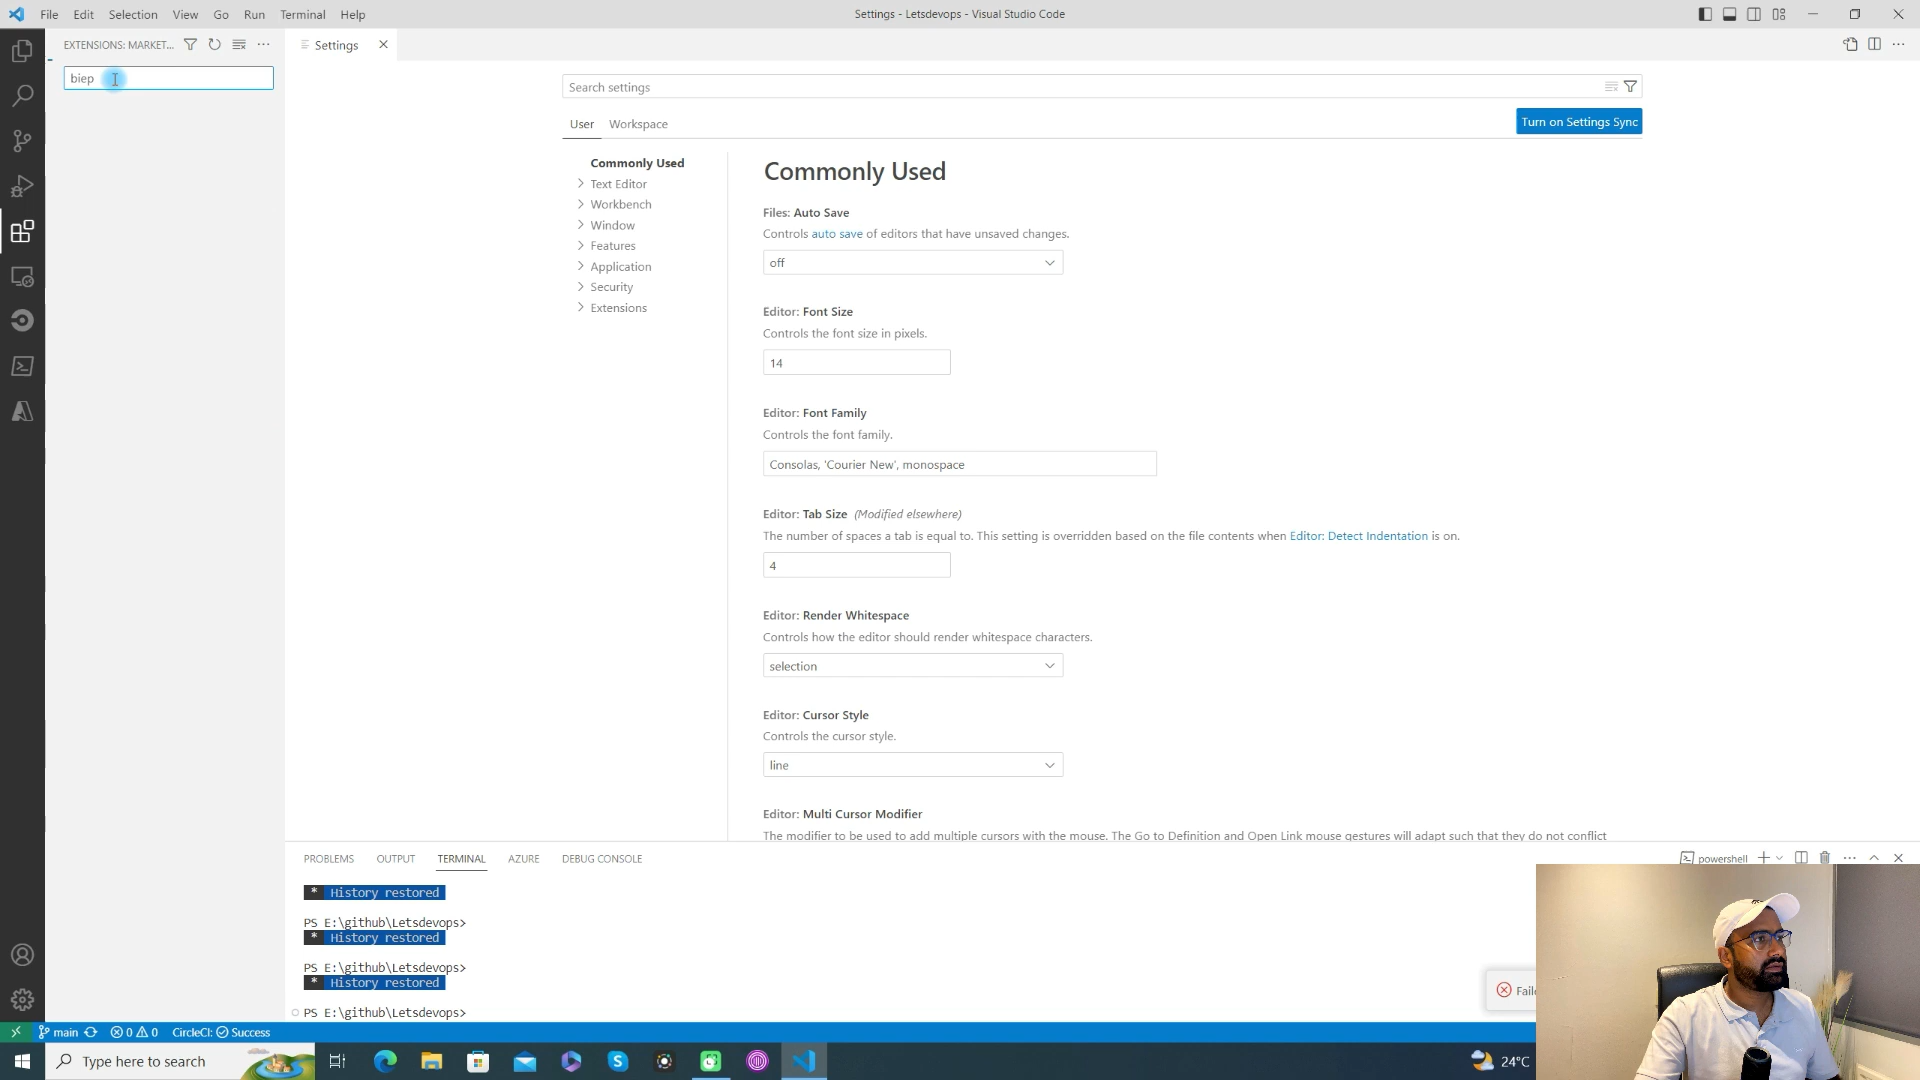 File Edit Selection View Go Run Terminal Help
Settings - Letsdevops - Visual Studio Code
EXTENSIONS: MARKET...
Settings
biep
Search settings
User Workspace
Turn on Settings Sync
Commonly Used
Text Editor
Workbench
Window
Features
Application
Security
Extensions
Commonly Used
Files: Auto Save
Controls auto save of editors that have unsaved changes.
off
Editor: Font Size
Controls the font size in pixels.
14
Editor: Font Family
Controls the font family.
Consolas, 'Courier New', monospace
Editor: Tab Size (Modified elsewhere)
The number of spaces a tab is equal to. This setting is overridden based on the file contents when Editor: Detect Indentation is on.
4
Editor: Render Whitespace
Controls how the editor should render whitespace characters.
selection
Editor: Cursor Style
Controls the cursor style.
line
Editor: Multi Cursor Modifier
The modifier to be used to add multiple cursors with the mouse. The Go to Definition and Open Link mouse gestures will adapt such that they do not conflict
PROBLEMS OUTPUT TERMINAL AZURE DEBUG CONSOLE
powershell
* History restored
PS E:\github\Letsdevops>
* History restored
PS E:\github\Letsdevops>
* History restored
PS E:\github\Letsdevops>
main 0 0 CircleCI: Success
Type here to search
24°C